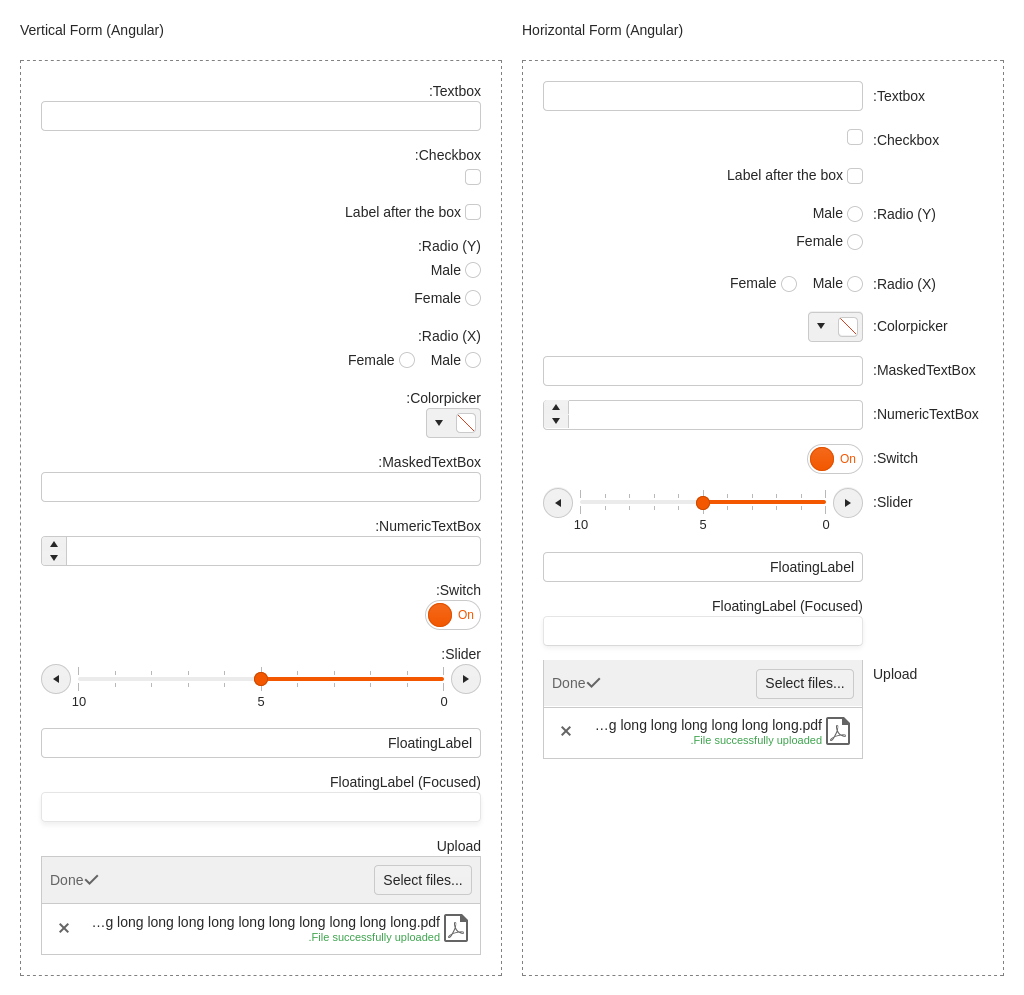 Vertical Form (Angular)
:Textbox
:Checkbox
Label after the box
:Radio (Y)
Male
Female
:Radio (X)
Female Male
:Colorpicker
:MaskedTextBox
:NumericTextBox
:Switch
On
:Slider
10 5 0
FloatingLabel
FloatingLabel (Focused)
Upload
Done Select files...
...g long long long long long long long long long long.pdf
.File successfully uploaded
Horizontal Form (Angular)
:Textbox
:Checkbox
Label after the box
Male :Radio (Y)
Female
Female Male :Radio (X)
:Colorpicker
:MaskedTextBox
:NumericTextBox
On :Switch
:Slider
10 5 0
FloatingLabel
FloatingLabel (Focused)
Upload
Done Select files...
...g long long long long long long.pdf
.File successfully uploaded